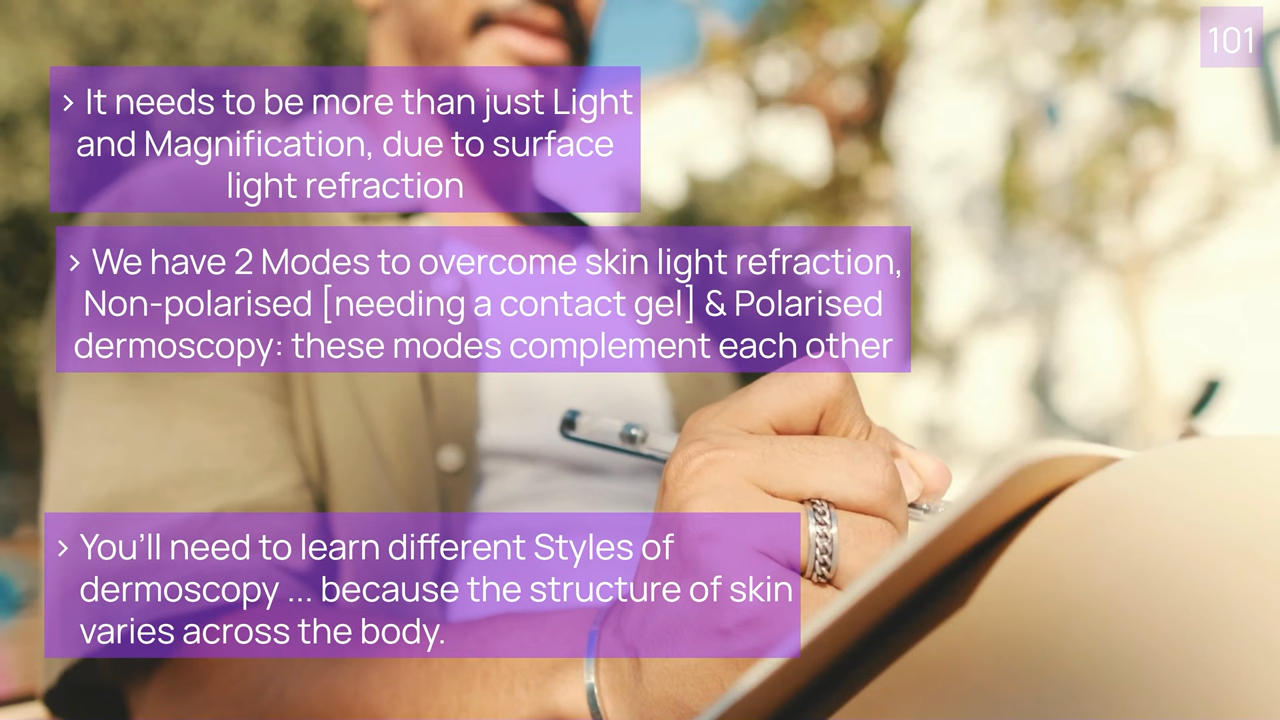 101
> It needs to be more than just Light
and Magnification, due to surface
light refraction
> We have 2 Modes to overcome skin light refraction,
Non-polarised [needing a contact gel] & Polarised
dermoscopy: these modes complement each other
> You'll need to learn different Styles of
dermoscopy ... because the structure of skin
varies across the body.